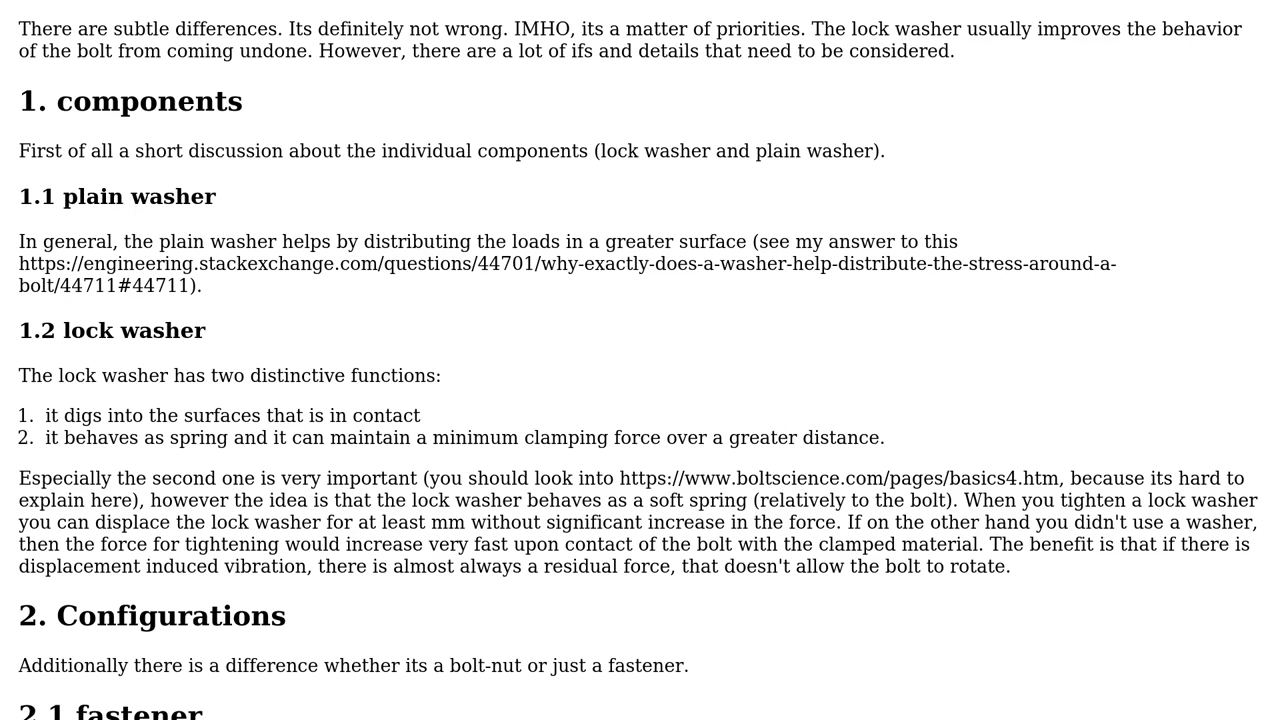 There are subtle differences. Its definitely not wrong. IMHO, its a matter of priorities. The lock washer usually improves the behavior
of the bolt from coming undone. However, there are a lot of ifs and details that need to be considered.
1. components
First of all a short discussion about the individual components (lock washer and plain washer).
1.1 plain washer
In general, the plain washer helps by distributing the loads in a greater surface (see my answer to this
https://engineering.stackexchange.com/questions/44701/why-exactly-does-a-washer-help-distribute-the-stress-around-a-
bolt/44711#44711).
1.2 lock washer
The lock washer has two distinctive functions:
1. it digs into the surfaces that is in contact
2. it behaves as spring and it can maintain a minimum clamping force over a greater distance.
Especially the second one is very important (you should look into https://www.boltscience.com/pages/basics4.htm, because its hard to
explain here), however the idea is that the lock washer behaves as a soft spring (relatively to the bolt). When you tighten a lock washer
you can displace the lock washer for at least mm without significant increase in the force. If on the other hand you didn't use a washer,
then the force for tightening would increase very fast upon contact of the bolt with the clamped material. The benefit is that if there is
displacement induced vibration, there is almost always a residual force, that doesn't allow the bolt to rotate.
2. Configurations
Additionally there is a difference whether its a bolt-nut or just a fastener.
2.1 fastener